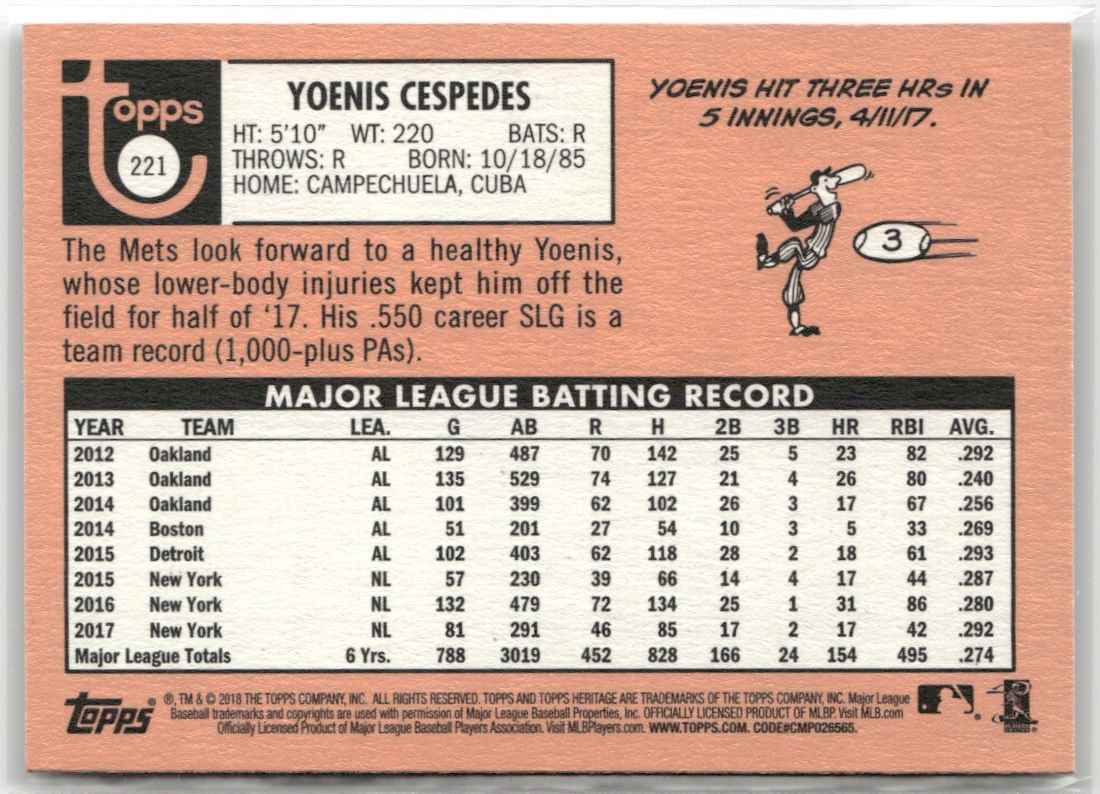 topps
221
YOENIS CESPEDES
HT: 5'10" WT: 220 BATS: R
THROWS: R BORN: 10/18/85
HOME: CAMPECHUELA, CUBA
YOENIS HIT THREE HRs IN
5 INNINGS, 4/11/17.
3
The Mets look forward to a healthy Yoenis,
whose lower-body injuries kept him off the
field for half of '17. His .550 career SLG is a
team record (1,000-plus PAs).
MAJOR LEAGUE BATTING RECORD
YEAR TEAM LEA. G AB R H 2B 3B HR RBI AVG.
2012 Oakland AL 129 487 70 142 25 5 23 82 .292
2013 Oakland AL 135 529 74 127 21 4 26 80 .240
2014 Oakland AL 101 399 62 102 26 3 17 67 .256
2014 Boston AL 51 201 27 54 10 3 5 33 .269
2015 Detroit AL 102 403 62 118 28 2 18 61 .293
2015 New York NL 57 230 39 66 14 4 17 44 .287
2016 New York NL 132 479 72 134 25 1 31 86 .280
2017 New York NL 81 291 46 85 17 2 17 42 .292
Major League Totals 6 Yrs. 788 3019 452 828 166 24 154 495 .274
topps
®, TM & © 2018 THE TOPPS COMPANY, INC. ALL RIGHTS RESERVED. TOPPS AND TOPPS HERITAGE ARE TRADEMARKS OF THE TOPPS COMPANY, INC. Major League
Baseball trademarks and copyrights are used with permission of Major League Baseball Properties, Inc. OFFICIALLY LICENSED PRODUCT OF MLBP. Visit MLB.com
Officially Licensed Product of Major League Baseball Players Association. Visit MLBPlayers.com. WWW.TOPPS.COM. CODE#CMP026565.